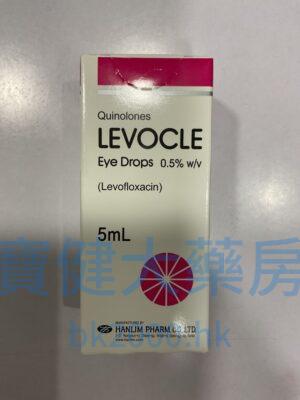 Quinolones
LEVOCLE
Eye Drops 0.5% w/v
(Levofloxacin)
5mL
寶健大藥房
MANUFACTURED BY
HANLIM PHARM CO., LTD.
bk2000.hk